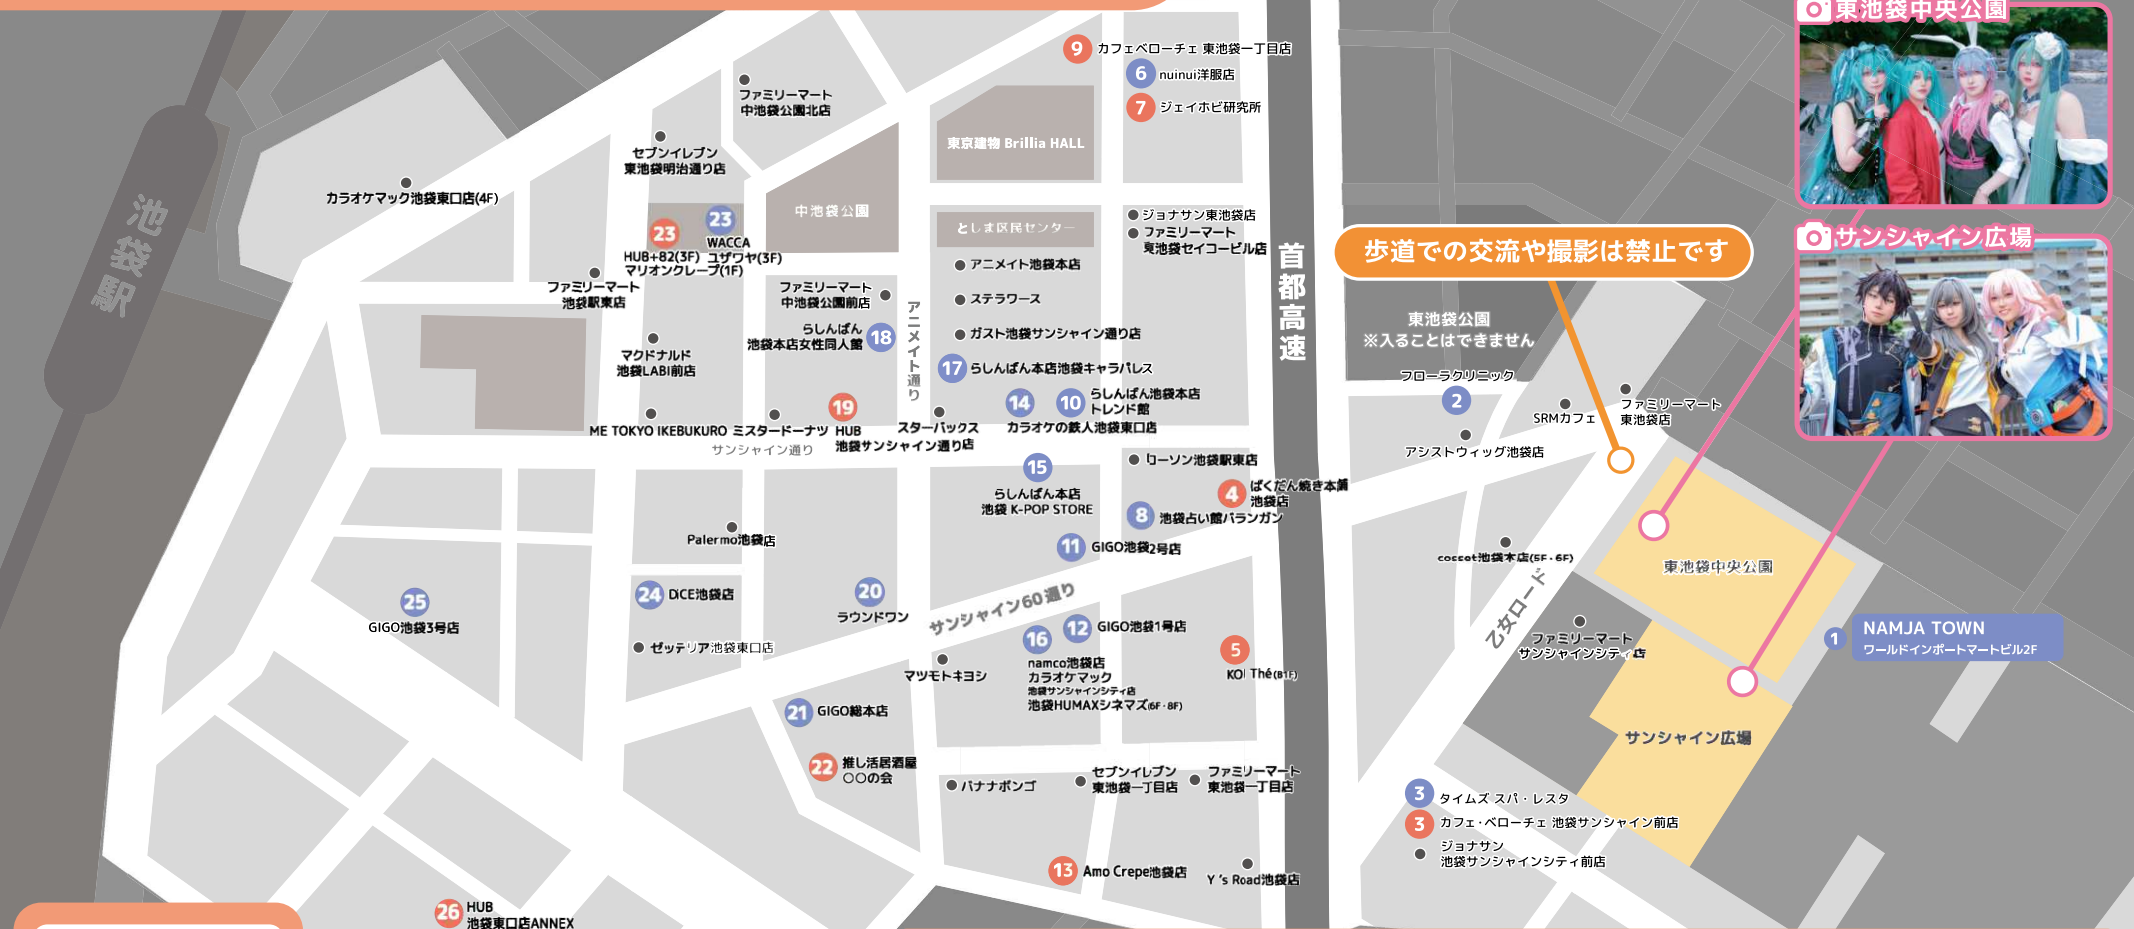 東池袋中央公園
9 カフェベローチェ 東池袋一丁目店
6 nuinui洋服店
7 ジェイホビ研究所
ファミリーマート
中池袋公園北店
東京建物 Brillia HALL
セブンイレブン
東池袋明治通り店
カラオケマック池袋東口店(4F)
池袋駅
中池袋公園
としま区民センター
ジョナサン東池袋店
ファミリーマート
東池袋セイコービル店
サンシャイン広場
歩道での交流や撮影は禁止です
首都高速
23
23
WACCA
HUB+82(3F)
ユザワヤ(3F)
マリオンクレープ(1F)
アニメイト池袋本店
ファミリーマート
池袋駅東店
ファミリーマート
中池袋公園前店
ステラワース
アニメイト通り
らしんばん
池袋本店女性同人館
18
ガスト池袋サンシャイン通り店
東池袋公園
※入ることはできません
マクドナルド
池袋LABI前店
17 らしんばん本店池袋キャラパレス
フローラクリニック
2
14
10
らしんばん池袋本店
トレンド館
カラオケの鉄人池袋東口店
19
HUB
池袋サンシャイン通り店
スターバックス
ME TOKYO IKEBUKURO
ミスタードーナツ
サンシャイン通り
SRMカフェ
ファミリーマート
東池袋店
アシストウィッグ池袋店
15
らしんばん本店
池袋 K-POP STORE
ローソン池袋駅東店
4
ばくだん焼き本舗
池袋店
8 池袋占い館バランガン
11 GIGO池袋2号店
Palermo池袋店
cosset池袋本店(5F・6F)
東池袋中央公園
乙女ロード
24 DiCE池袋店
20
ラウンドワン
サンシャイン60通り
25
GIGO池袋3号店
12 GIGO池袋1号店
16
namco池袋店
カラオケマック
池袋サンシャインシティ店
池袋HUMAXシネマズ(6F・8F)
5
KOI Thé(B1F)
ゼッテリア池袋東口店
マツモトキヨシ
ファミリーマート
サンシャインシティ店
1
NAMJA TOWN
ワールドインポートマートビル2F
21 GIGO総本店
サンシャイン広場
22
推し活居酒屋
○○の会
バナナボンゴ
セブンイレブン
東池袋一丁目店
ファミリーマート
東池袋一丁目店
3 タイムズ スパ・レスタ
3 カフェ・ベローチェ 池袋サンシャイン前店
ジョナサン
池袋サンシャインシティ前店
13 Amo Crepe池袋店
Y's Road池袋店
26
HUB
池袋東口店ANNEX